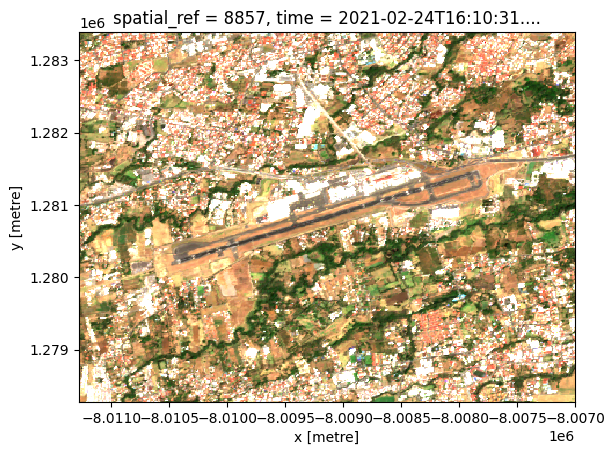 spatial_ref = 8857, time = 2021-02-24T16:10:31....
1e6
1.283
1.282
1.281
1.280
1.279
y [metre]
−8.0110−8.0105−8.0100−8.0095−8.0090−8.0085−8.0080−8.0075−8.0070
x [metre]
1e6